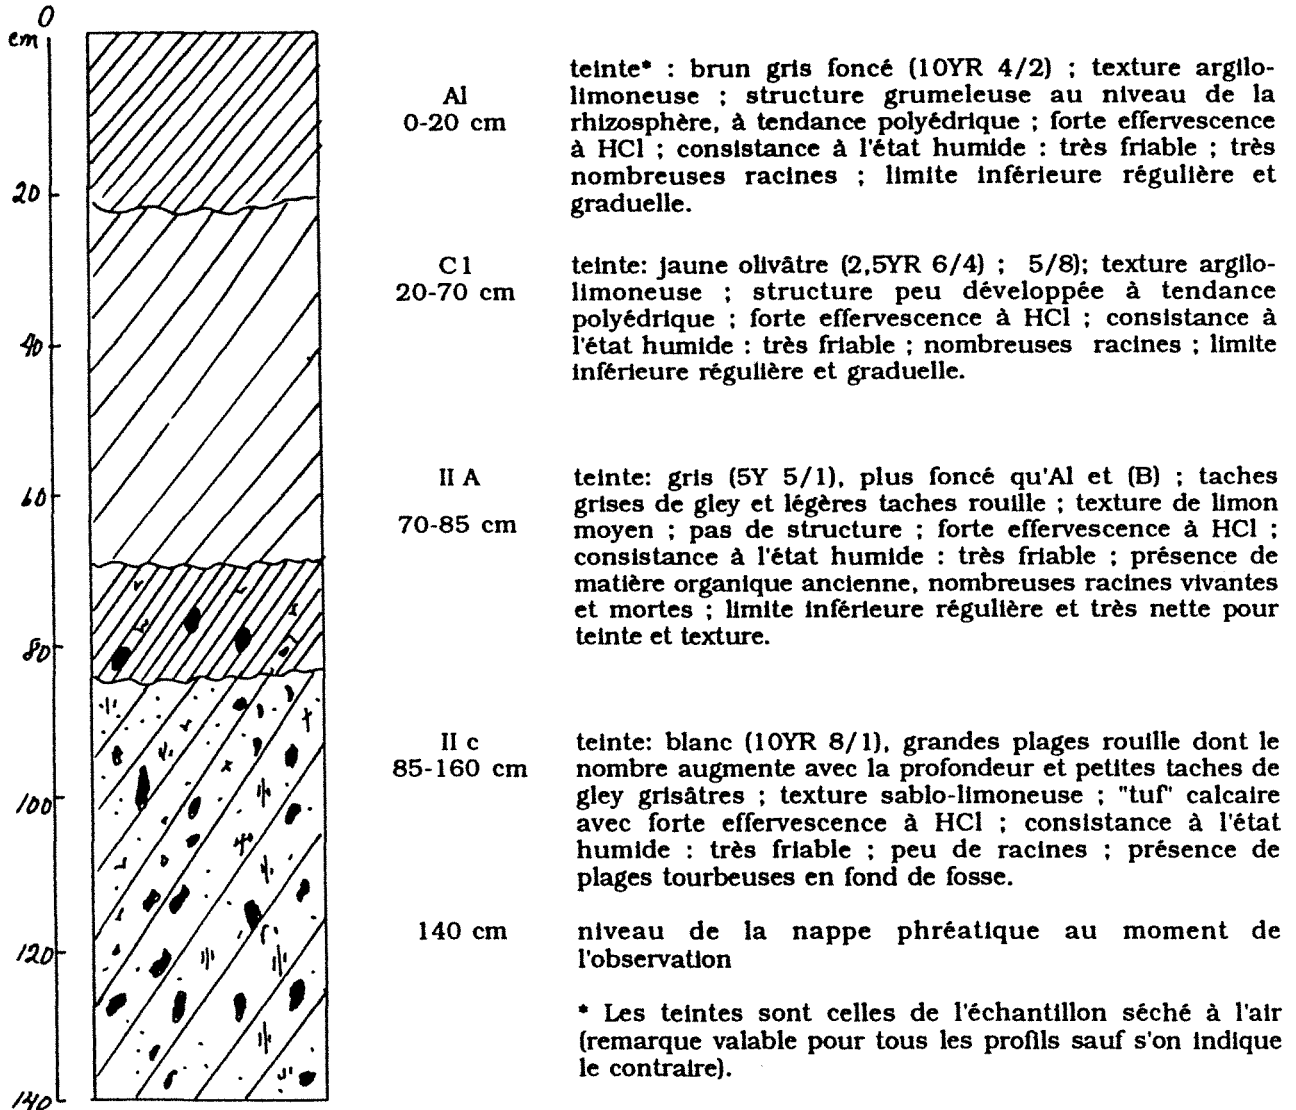 0
cm
20
40
60
80
100
120
140
Al
0-20 cm
teinte* : brun gris foncé (10YR 4/2) ; texture argilo-
limoneuse ; structure grumeleuse au niveau de la
rhizosphère, à tendance polyédrique ; forte effervescence
à HCl ; consistance à l'état humide : très friable ; très
nombreuses racines ; limite inférieure régulière et
graduelle.
C1
20-70 cm
teinte: jaune olivâtre (2,5YR 6/4) ; 5/8); texture argilo-
limoneuse ; structure peu développée à tendance
polyédrique ; forte effervescence à HCl ; consistance à
l'état humide : très friable ; nombreuses racines ; limite
inférieure régulière et graduelle.
II A
70-85 cm
teinte: gris (5Y 5/1), plus foncé qu'Al et (B) ; taches
grises de gley et légères taches rouille ; texture de limon
moyen ; pas de structure ; forte effervescence à HCl ;
consistance à l'état humide : très friable ; présence de
matière organique ancienne, nombreuses racines vivantes
et mortes ; limite inférieure régulière et très nette pour
teinte et texture.
II c
85-160 cm
teinte: blanc (10YR 8/1), grandes plages rouille dont le
nombre augmente avec la profondeur et petites taches de
gley grisâtres ; texture sablo-limoneuse ; "tuf" calcaire
avec forte effervescence à HCl ; consistance à l'état
humide : très friable ; peu de racines ; présence de
plages tourbeuses en fond de fosse.
140 cm
niveau de la nappe phréatique au moment de
l'observation
* Les teintes sont celles de l'échantillon séché à l'air
(remarque valable pour tous les profils sauf s'on indique
le contraire).